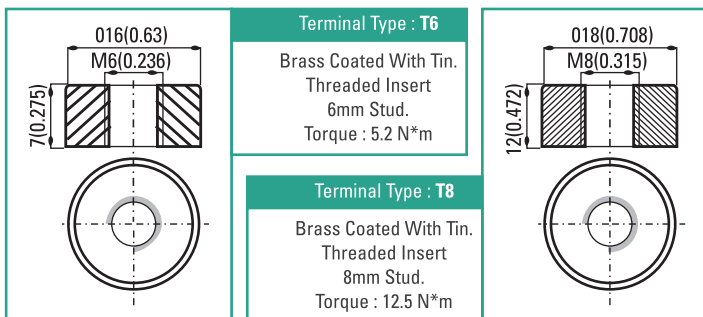 016(0.63)
M6(0.236)
7(0.275)
Terminal Type : T6
Brass Coated With Tin.
Threaded Insert
6mm Stud.
Torque : 5.2 N*m
Terminal Type : T8
Brass Coated With Tin.
Threaded Insert
8mm Stud.
Torque : 12.5 N*m
018(0.708)
M8(0.315)
12(0.472)